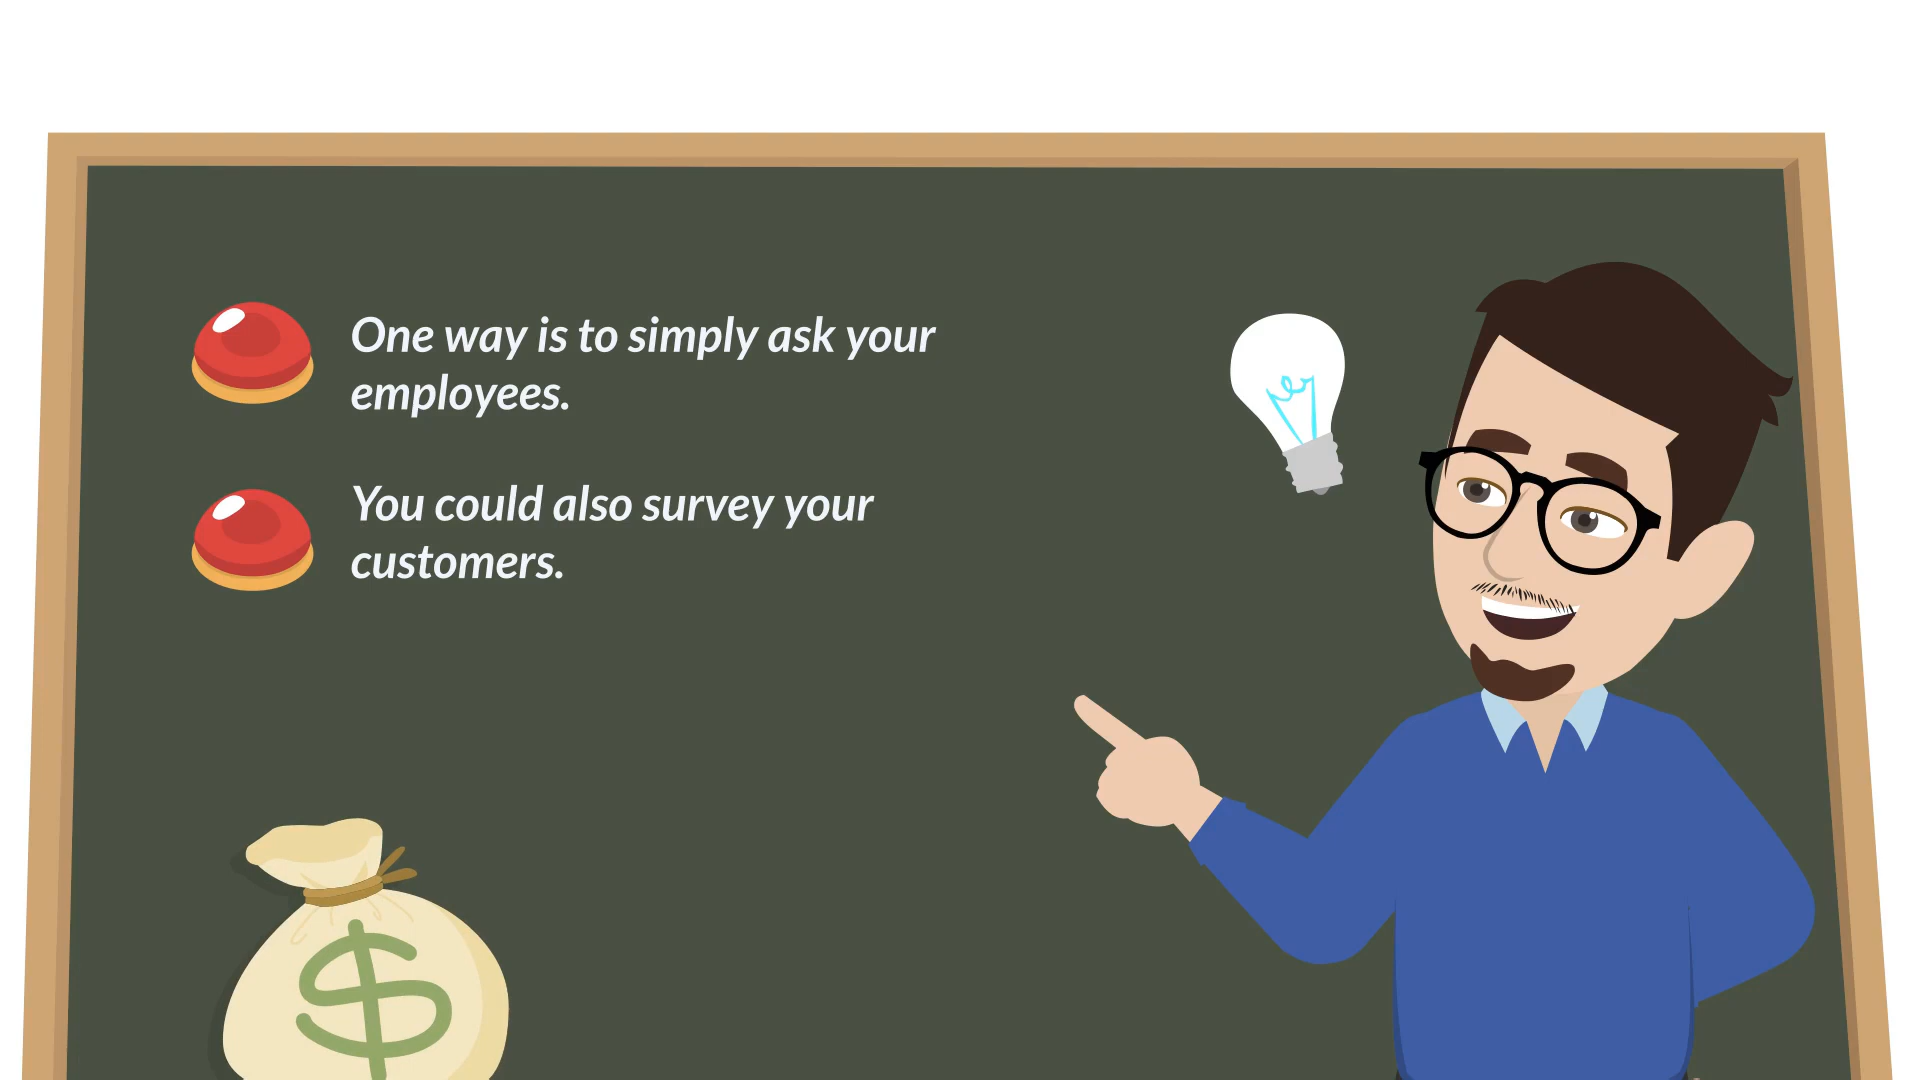 One way is to simply ask your
employees.
You could also survey your
customers.
$